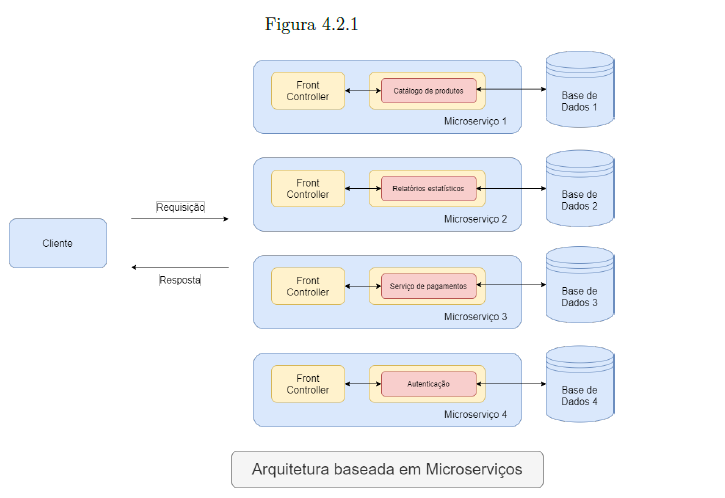 Figura 4.2.1
Front
Controller
Catálogo de produtos
Microserviço 1
Base de
Dados 1
Front
Controller
Relatórios estatísticos
Microserviço 2
Base de
Dados 2
Cliente
Requisição
Resposta
Front
Controller
Serviço de pagamentos
Microserviço 3
Base de
Dados 3
Front
Controller
Autenticação
Microserviço 4
Base de
Dados 4
Arquitetura baseada em Microserviços